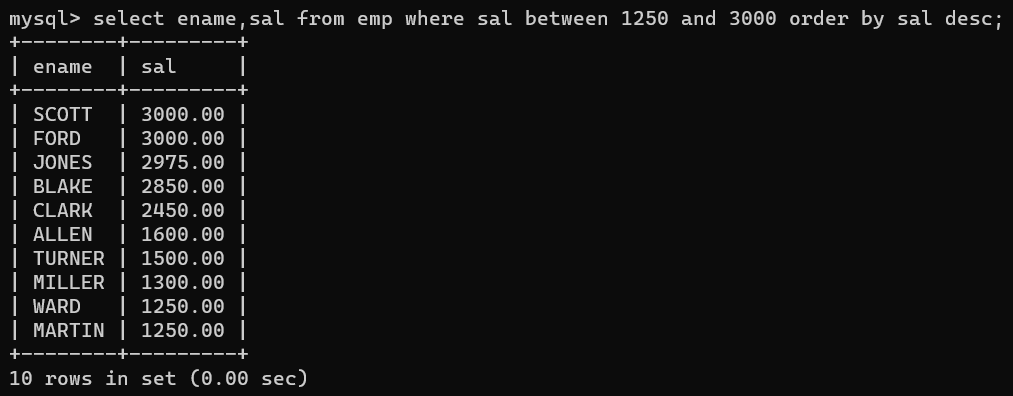 mysql> select ename,sal from emp where sal between 1250 and 3000 order by sal desc;
+--------+---------+
| ename  | sal     |
+--------+---------+
| SCOTT  | 3000.00 |
| FORD   | 3000.00 |
| JONES  | 2975.00 |
| BLAKE  | 2850.00 |
| CLARK  | 2450.00 |
| ALLEN  | 1600.00 |
| TURNER | 1500.00 |
| MILLER | 1300.00 |
| WARD   | 1250.00 |
| MARTIN | 1250.00 |
+--------+---------+
10 rows in set (0.00 sec)